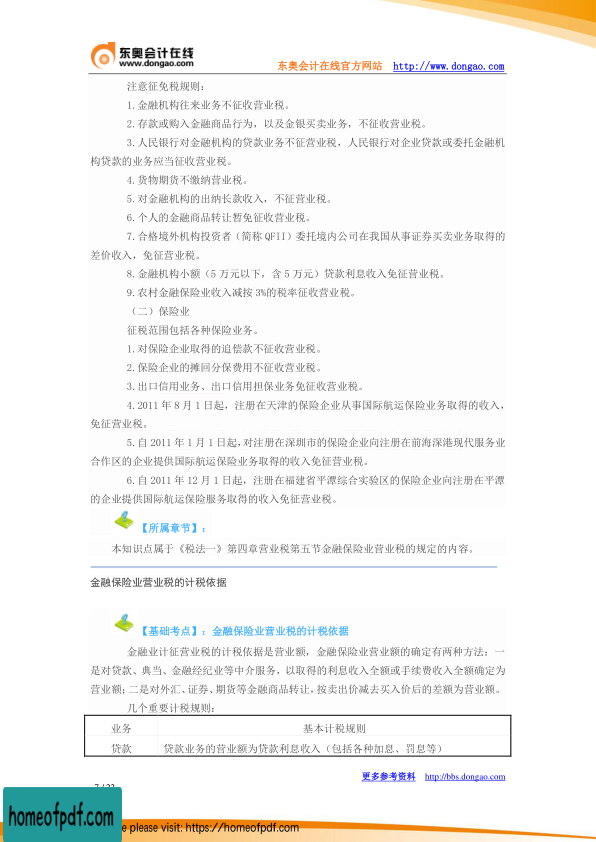 东奥会计在线
www.dongao.com
东奥会计在线官方网站 http://www.dongao.com
注意征免税规则：
1.金融机构往来业务不征收营业税。
2.存款或购入金融商品行为，以及金银买卖业务，不征收营业税。
3.人民银行对金融机构的贷款业务不征营业税，人民银行对企业贷款或委托金融机
构贷款的业务应当征收营业税。
4.货物期货不缴纳营业税。
5.对金融机构的出纳长款收入，不征营业税。
6.个人的金融商品转让暂免征收营业税。
7.合格境外机构投资者（简称 QFII）委托境内公司在我国从事证券买卖业务取得的
差价收入，免征营业税。
8.金融机构小额（5 万元以下，含 5 万元）贷款利息收入免征营业税。
9.农村金融保险业收入减按 3%的税率征收营业税。
（二）保险业
征税范围包括各种保险业务。
1.对保险企业取得的追偿款不征收营业税。
2.保险企业的摊回分保费用不征收营业税。
3.出口信用业务、出口信用担保业务免征收营业税。
4.2011 年 8 月 1 日起，注册在天津的保险企业从事国际航运保险业务取得的收入，
免征营业税。
5.自 2011 年 1 月 1 日起,对注册在深圳市的保险企业向注册在前海深港现代服务业
合作区的企业提供国际航运保险业务取得的收入免征营业税。
6.自 2011 年 12 月 1 日起，注册在福建省平潭综合实验区的保险企业向注册在平潭
的企业提供国际航运保险服务取得的收入免征营业税。
【所属章节】：
本知识点属于《税法一》第四章营业税第五节金融保险业营业税的规定的内容。
金融保险业营业税的计税依据
【基础考点】：金融保险业营业税的计税依据
金融业计征营业税的计税依据是营业额，金融保险业营业额的确定有两种方法：一
是对贷款、典当、金融经纪业等中介服务，以取得的利息收入全额或手续费收入全额确定为
营业额；二是对外汇、证券、期货等金融商品转让，按卖出价减去买入价后的差额为营业额。
几个重要计税规则：
业务 基本计税规则
贷款 贷款业务的营业额为贷款利息收入（包括各种加息、罚息等）
更多参考资料 http://bbs.dongao.com
7 / 22
homeofpdf.com
e please visit: https://homeofpdf.com